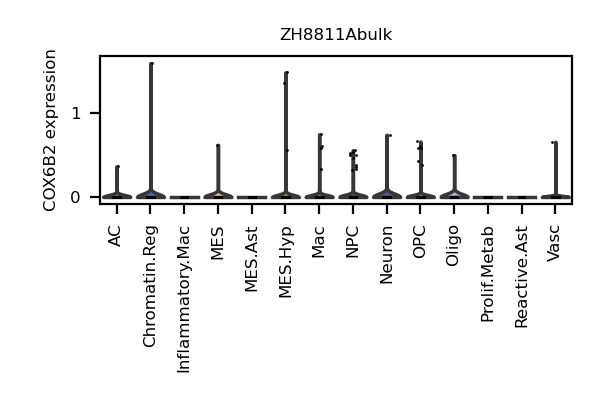 ZH8811Abulk
COX6B2 expression
1
0
AC
Chromatin.Reg
Inflammatory.Mac
MES
MES.Ast
MES.Hyp
Mac
NPC
Neuron
OPC
Oligo
Prolif.Metab
Reactive.Ast
Vasc